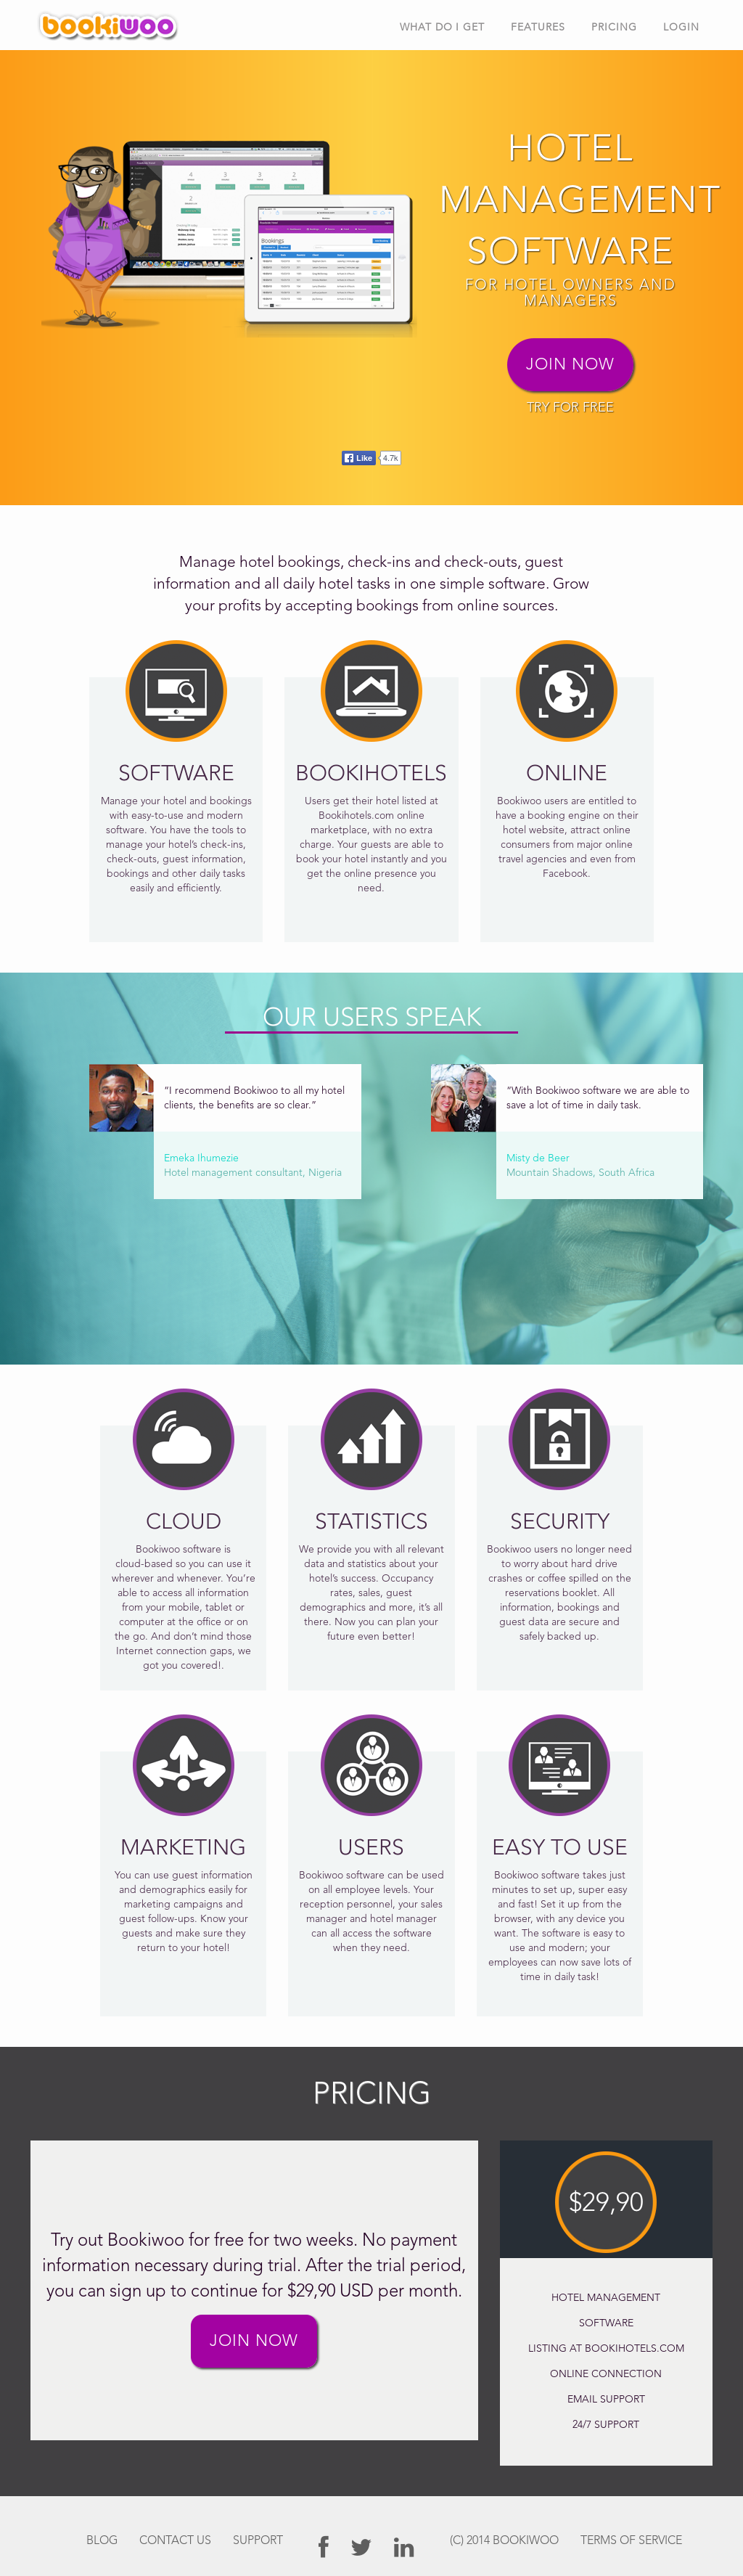 bookiwoo
WHAT DO I GET FEATURES PRICING LOGIN
HOTEL
MANAGEMENT
SOFTWARE
FOR HOTEL OWNERS AND
MANAGERS
JOIN NOW
TRY FOR FREE
Bookings
Like 4.7k
Manage hotel bookings, check-ins and check-outs, guest
information and all daily hotel tasks in one simple software. Grow
your profits by accepting bookings from online sources.
SOFTWARE
Manage your hotel and bookings
with easy-to-use and modern
software. You have the tools to
manage your hotel's check-ins,
check-outs, guest information,
bookings and other daily tasks
easily and efficiently.
BOOKIHOTELS
Users get their hotel listed at
Bookihotels.com online
marketplace, with no extra
charge. Your guests are able to
book your hotel instantly and you
get the online presence you
need.
ONLINE
Bookiwoo users are entitled to
have a booking engine on their
hotel website, attract online
consumers from major online
travel agencies and even from
Facebook.
OUR USERS SPEAK
"I recommend Bookiwoo to all my hotel
clients, the benefits are so clear."
Emeka Ihumezie
Hotel management consultant, Nigeria
"With Bookiwoo software we are able to
save a lot of time in daily task.
Misty de Beer
Mountain Shadows, South Africa
CLOUD
Bookiwoo software is
cloud-based so you can use it
wherever and whenever. You're
able to access all information
from your mobile, tablet or
computer at the office or on
the go. And don't mind those
Internet connection gaps, we
got you covered!.
STATISTICS
We provide you with all relevant
data and statistics about your
hotel's success. Occupancy
rates, sales, guest
demographics and more, it's all
there. Now you can plan your
future even better!
SECURITY
Bookiwoo users no longer need
to worry about hard drive
crashes or coffee spilled on the
reservations booklet. All
information, bookings and
guest data are secure and
safely backed up.
MARKETING
You can use guest information
and demographics easily for
marketing campaigns and
guest follow-ups. Know your
guests and make sure they
return to your hotel!
USERS
Bookiwoo software can be used
on all employee levels. Your
reception personnel, your sales
manager and hotel manager
can all access the software
when they need.
EASY TO USE
Bookiwoo software takes just
minutes to set up, super easy
and fast! Set it up from the
browser, with any device you
want. The software is easy to
use and modern; your
employees can now save lots of
time in daily task!
PRICING
Try out Bookiwoo for free for two weeks. No payment
information necessary during trial. After the trial period,
you can sign up to continue for $29,90 USD per month.
JOIN NOW
$29,90
HOTEL MANAGEMENT
SOFTWARE
LISTING AT BOOKIHOTELS.COM
ONLINE CONNECTION
EMAIL SUPPORT
24/7 SUPPORT
BLOG CONTACT US SUPPORT (C) 2014 BOOKIWOO TERMS OF SERVICE